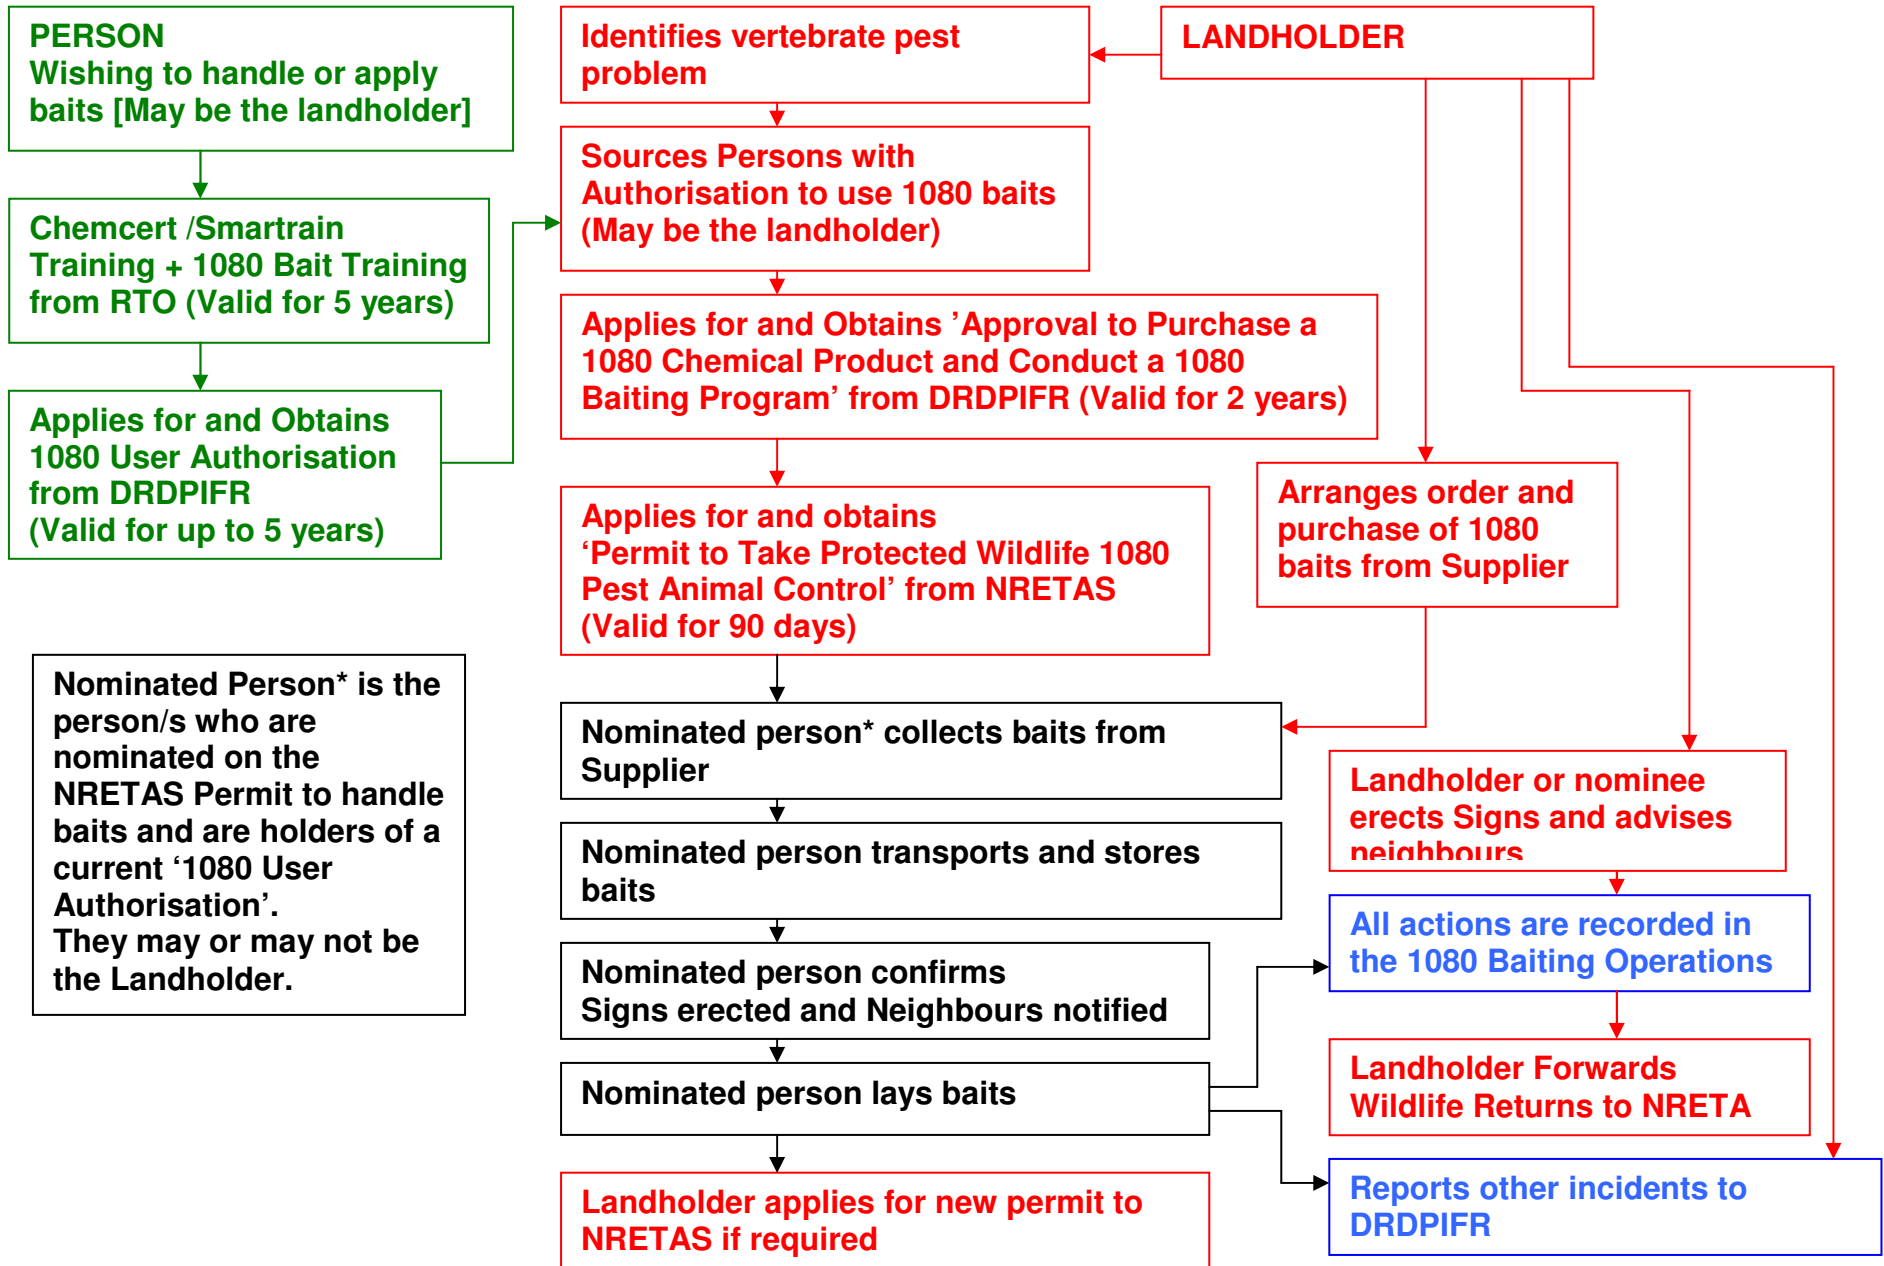 PERSON
Wishing to handle or apply
baits [May be the landholder]
Chemcert /Smartrain
Training + 1080 Bait Training
from RTO (Valid for 5 years)
Applies for and Obtains
1080 User Authorisation
from DRDPIFR
(Valid for up to 5 years)
Nominated Person* is the
person/s who are
nominated on the
NRETAS Permit to handle
baits and are holders of a
current ‘1080 User
Authorisation’.
They may or may not be
the Landholder.
Identifies vertebrate pest
problem
Sources Persons with
Authorisation to use 1080 baits
(May be the landholder)
Applies for and Obtains ’Approval to Purchase a
1080 Chemical Product and Conduct a 1080
Baiting Program’ from DRDPIFR (Valid for 2 years)
Applies for and obtains
‘Permit to Take Protected Wildlife 1080
Pest Animal Control’ from NRETAS
(Valid for 90 days)
Nominated person* collects baits from
Supplier
Nominated person transports and stores
baits
Nominated person confirms
Signs erected and Neighbours notified
Nominated person lays baits
Landholder applies for new permit to
NRETAS if required
LANDHOLDER
Arranges order and
purchase of 1080
baits from Supplier
Landholder or nominee
erects Signs and advises
neighbours
All actions are recorded in
the 1080 Baiting Operations
Landholder Forwards
Wildlife Returns to NRETA
Reports other incidents to
DRDPIFR